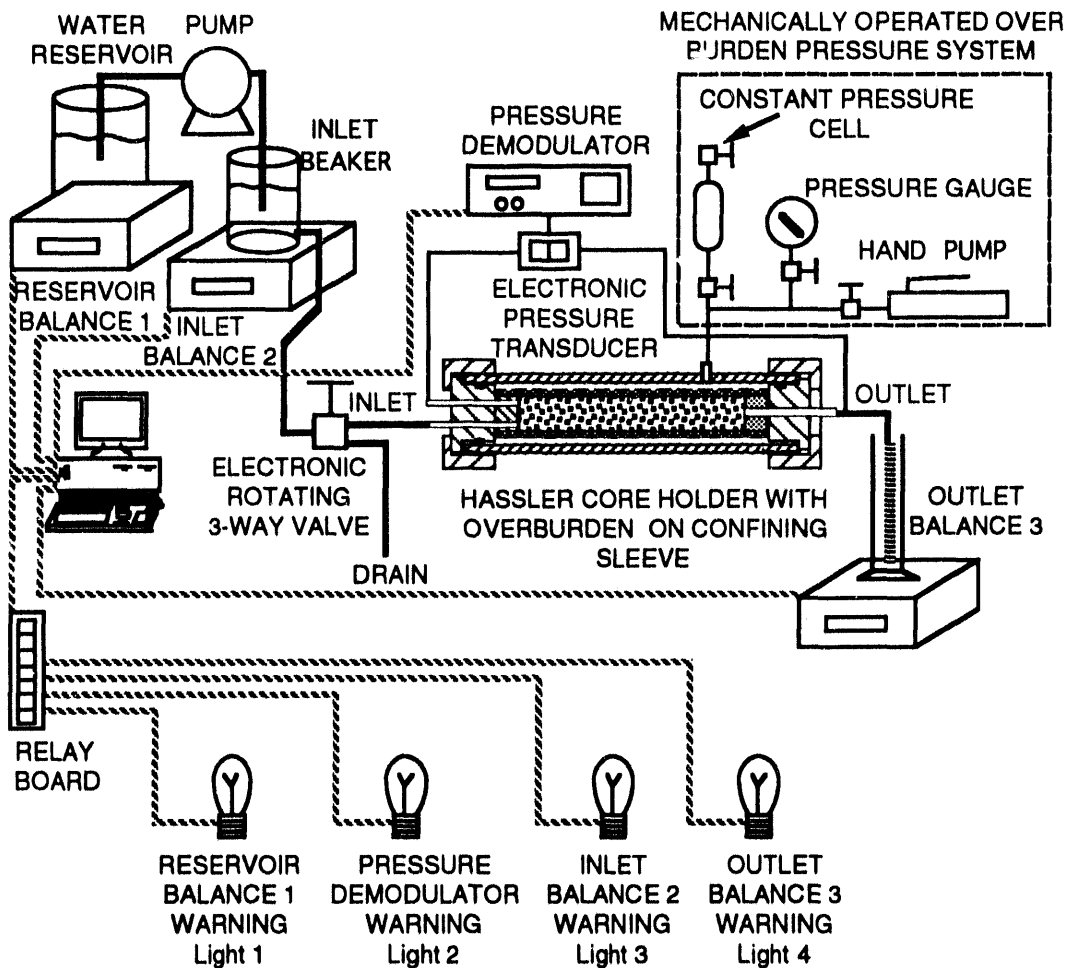 WATER
RESERVOIR
PUMP
MECHANICALLY OPERATED OVER
BURDEN PRESSURE SYSTEM
INLET
BEAKER
PRESSURE
DEMODULATOR
CONSTANT PRESSURE
CELL
PRESSURE GAUGE
HAND PUMP
RESERVOIR
BALANCE 1
INLET
BALANCE 2
ELECTRONIC
PRESSURE
TRANSDUCER
INLET
OUTLET
ELECTRONIC
ROTATING
3-WAY VALVE
HASSLER CORE HOLDER WITH
OVERBURDEN ON CONFINING
SLEEVE
OUTLET
BALANCE 3
DRAIN
RELAY
BOARD
RESERVOIR
BALANCE 1
WARNING
Light 1
PRESSURE
DEMODULATOR
WARNING
Light 2
INLET
BALANCE 2
WARNING
Light 3
OUTLET
BALANCE 3
WARNING
Light 4